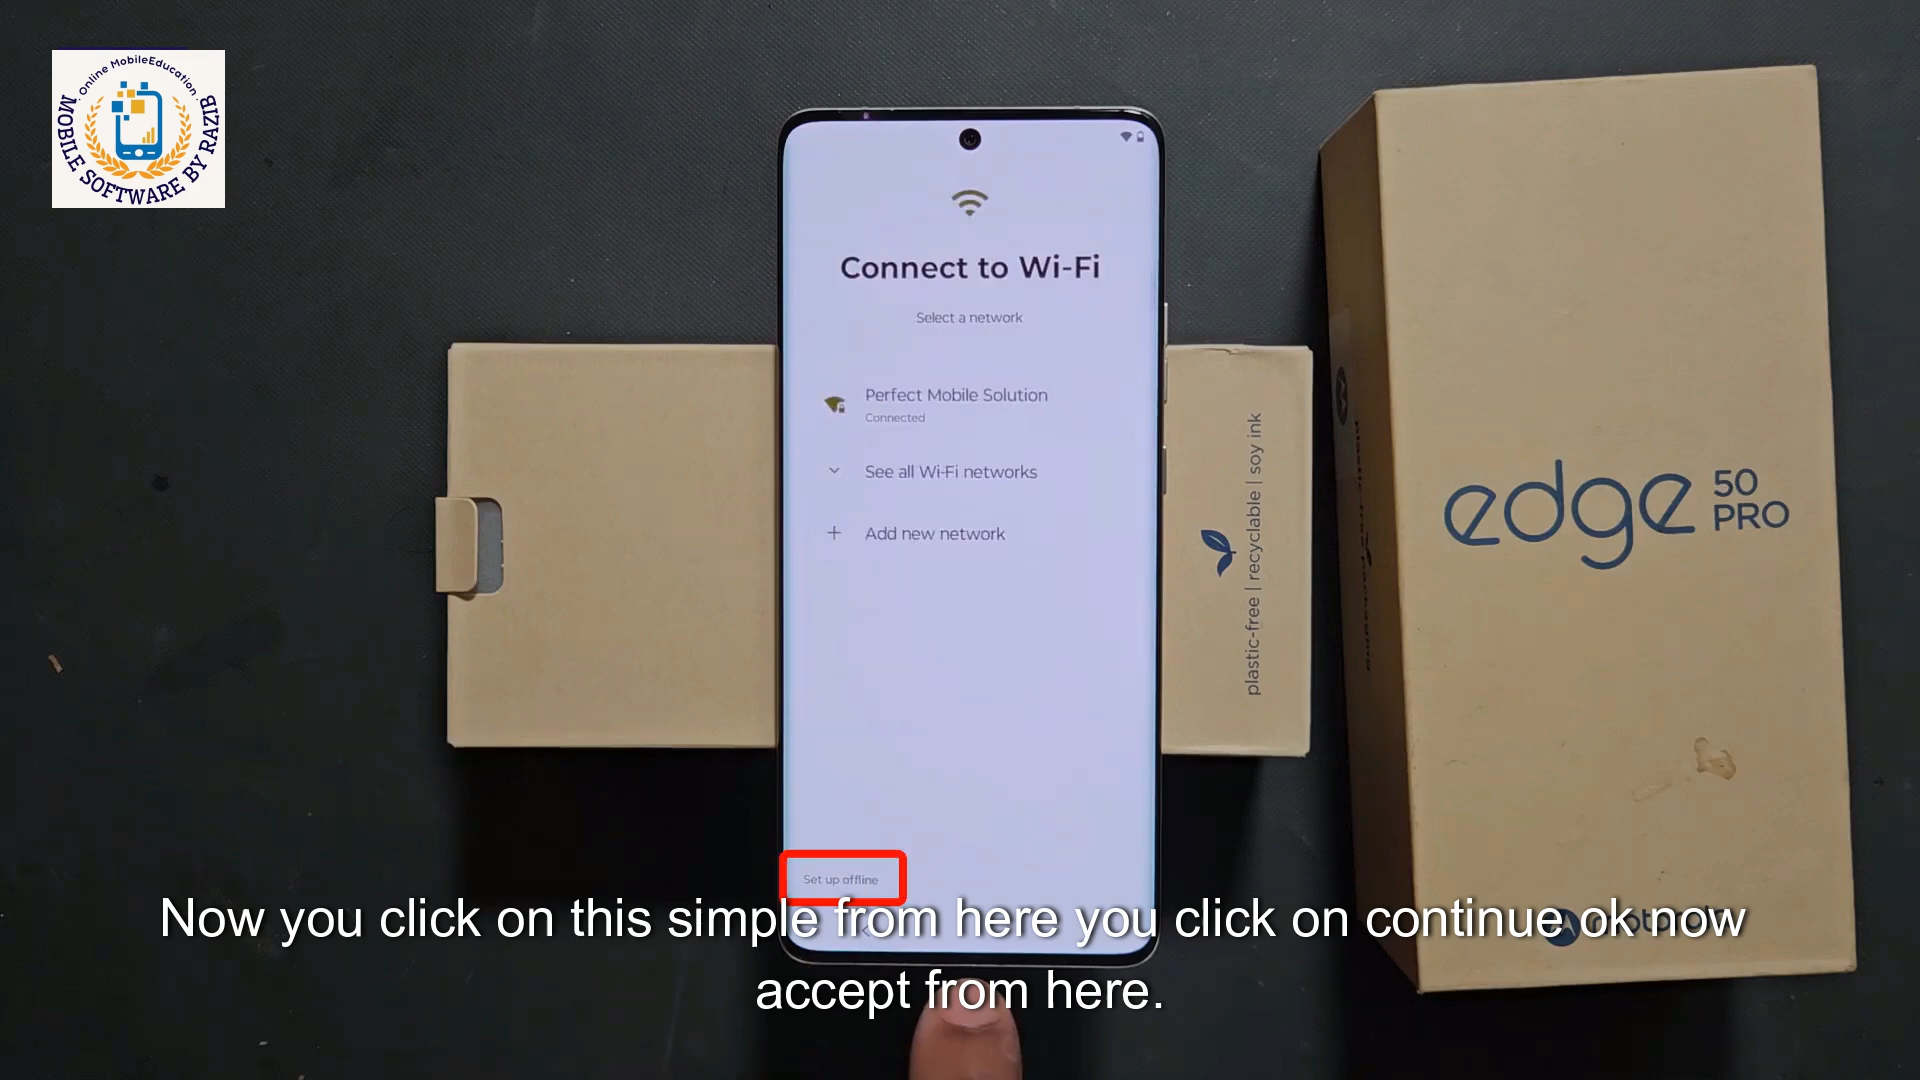 Online MobileEducation
MOBILE SOFTWARE BY RAZIB
Connect to Wi-Fi
Select a network
Perfect Mobile Solution
Connected
See all Wi-Fi networks
Add new network
Set up offline
plastic-free | recyclable | soy ink
edge 50
PRO
Now you click on this simple from here you click on continue ok now
accept from here.